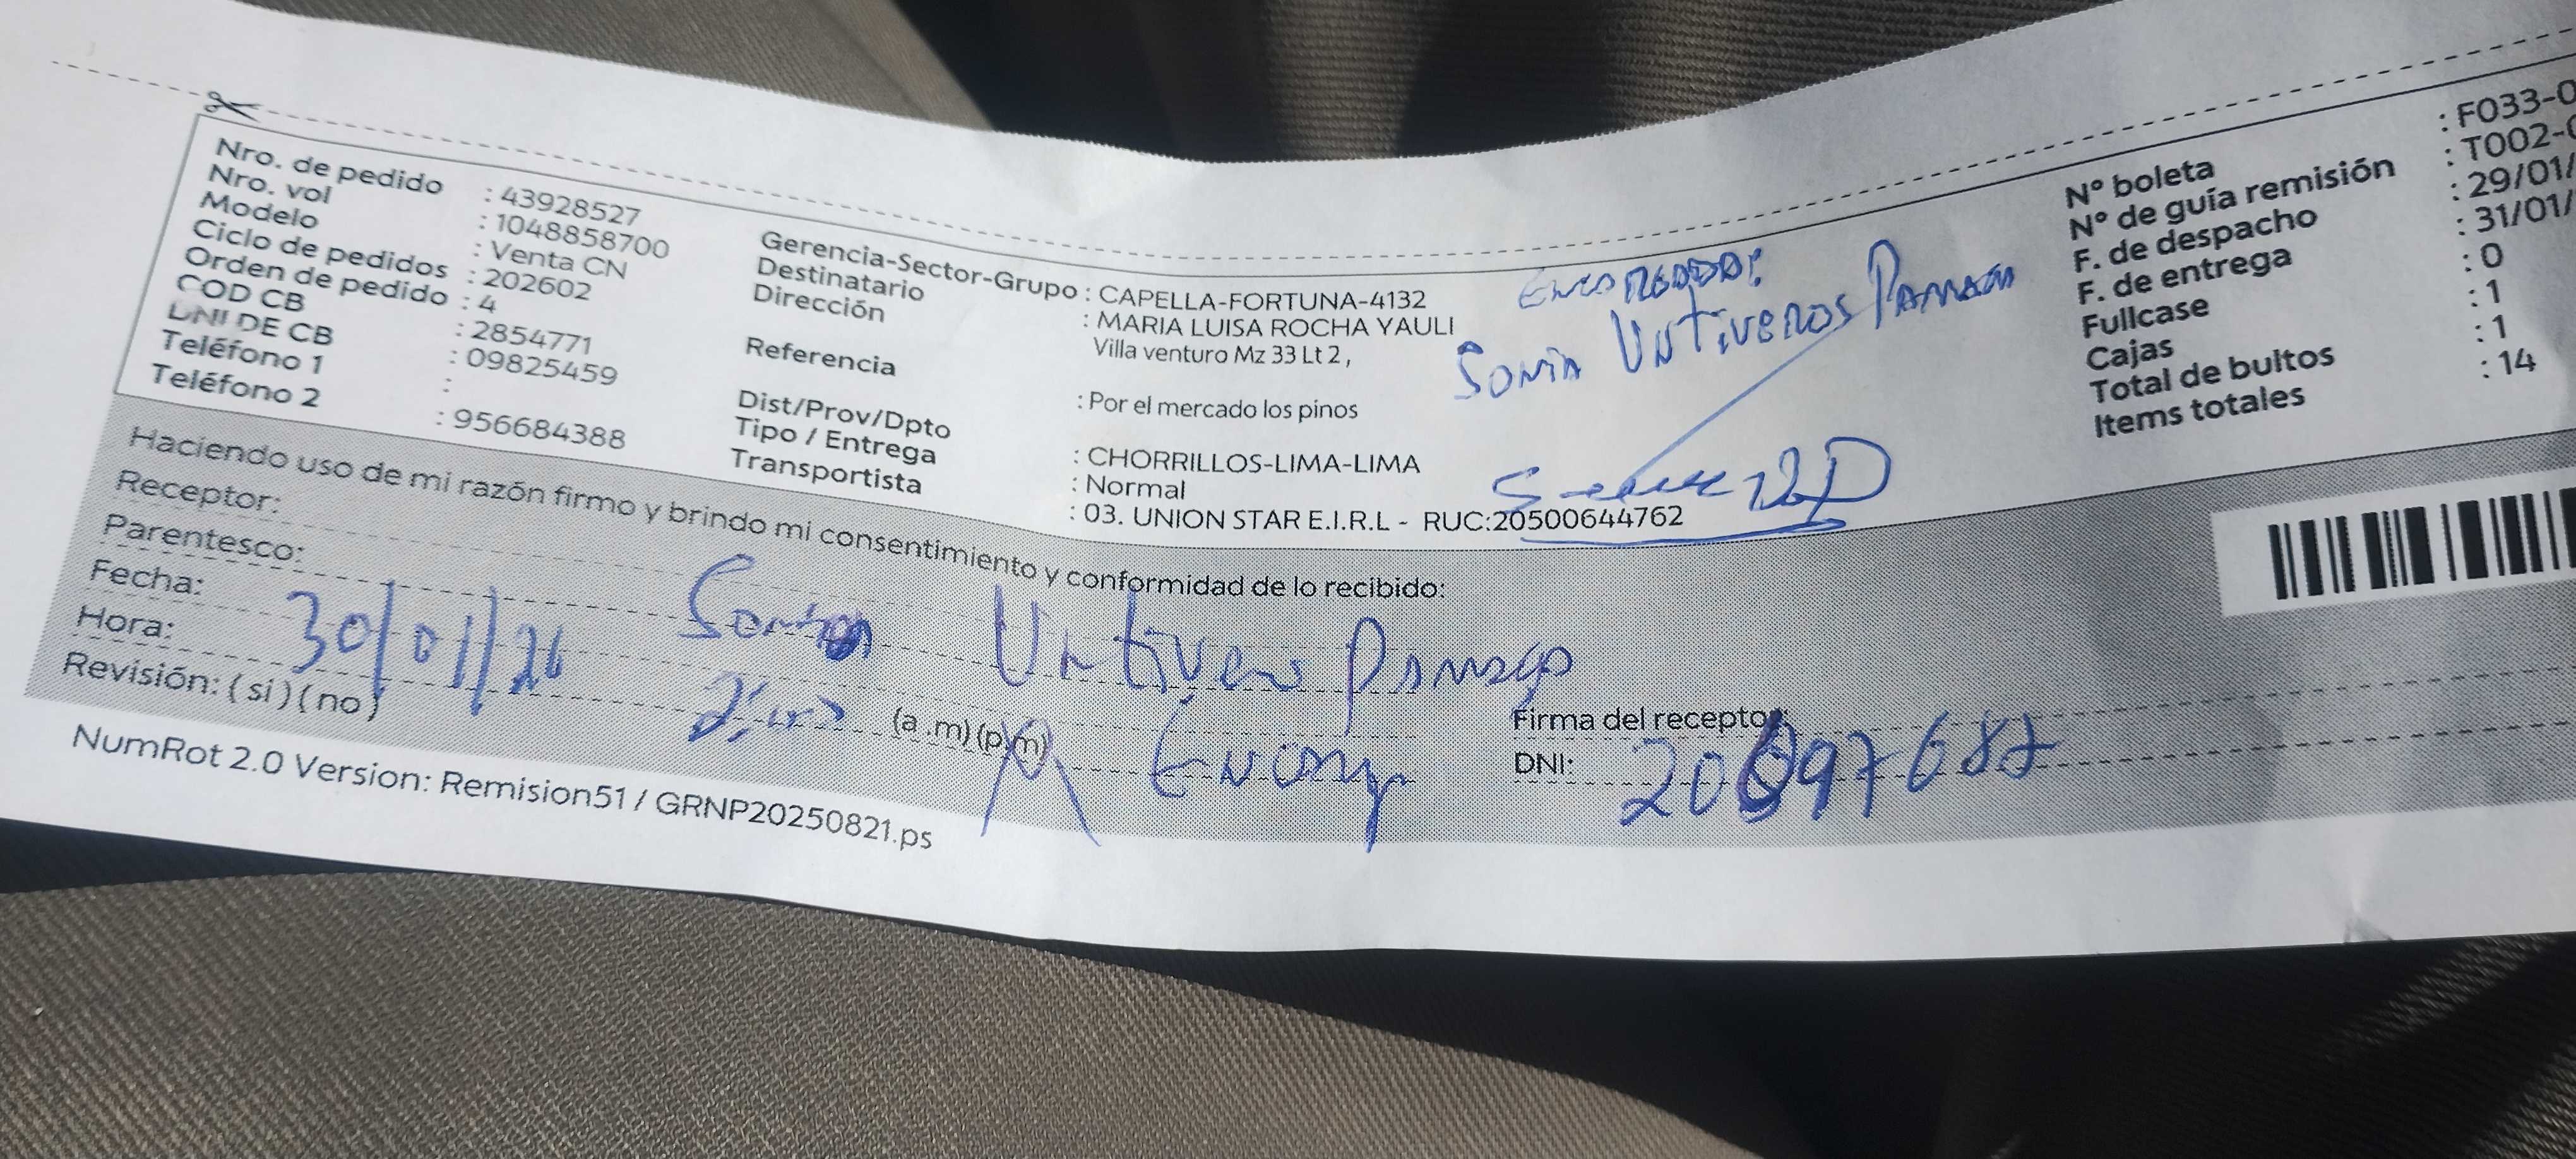 Nro. de pedido : 43928527
Nro. vol : 1048858700
Modelo : Venta CN
Ciclo de pedidos : 202602
Orden de pedido : 4
COD CB : 2854771
DNI DE CB : 09825459
Teléfono 1 :
Teléfono 2 : 956684388
Gerencia-Sector-Grupo : CAPELLA-FORTUNA-4132
Destinatario : MARIA LUISA ROCHA YAULI
Dirección Villa venturo Mz 33 Lt 2 ,
Referencia : Por el mercado los pinos
Dist/Prov/Dpto : CHORRILLOS-LIMA-LIMA
Tipo / Entrega : Normal
Transportista : 03. UNION STAR E.I.R.L - RUC:20500644762
Sonia Untiveros
N° boleta : F033-0
N° de guía remisión : T002-0
F. de despacho : 29/01/
F. de entrega : 31/01/
Fullcase : 0
Cajas : 1
Total de bultos : 1
Items totales : 14
Haciendo uso de mi razón firmo y brindo mi consentimiento y conformidad de lo recibido:
Receptor: Untivero
Parentesco:
Fecha: 30/01/26
Hora: (a .m) (p.m)
Revisión: ( si ) ( no )
Firma del receptor:
DNI:
NumRot 2.0 Version: Remision51 / GRNP20250821.ps